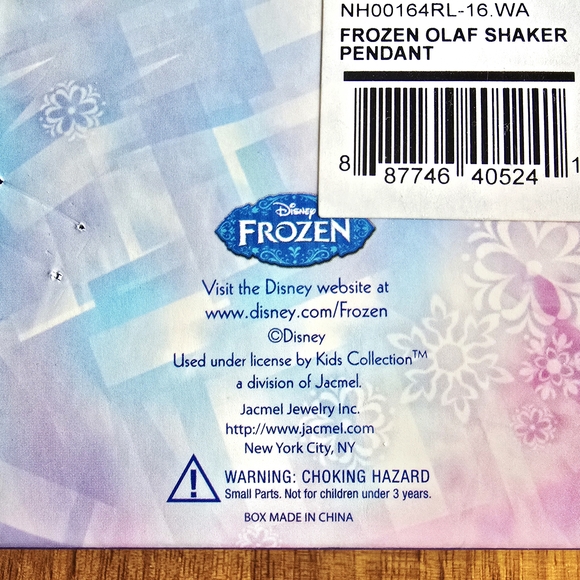 NH00164RL-16.WA
FROZEN OLAF SHAKER
PENDANT
8 87746 40524 1
Disney
FROZEN
Visit the Disney website at
www.disney.com/Frozen
©Disney
Used under license by Kids Collection™
a division of Jacmel.
Jacmel Jewelry Inc.
http://www.jacmel.com
New York City, NY
WARNING: CHOKING HAZARD
Small Parts. Not for children under 3 years.
BOX MADE IN CHINA